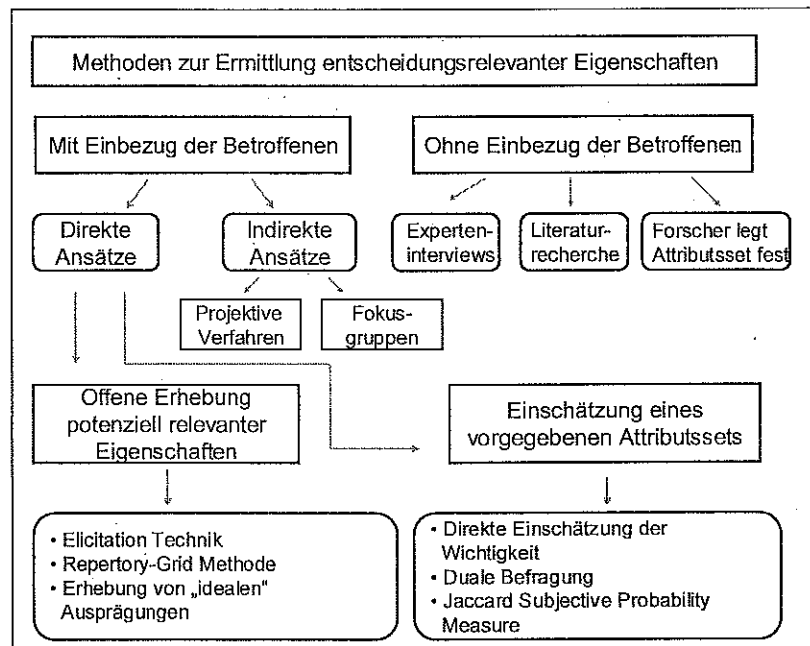 Methoden zur Ermittlung entscheidungsrelevanter Eigenschaften
Mit Einbezug der Betroffenen
Ohne Einbezug der Betroffenen
Direkte
Ansätze
Indirekte
Ansätze
Experten-
interviews
Literatur-
recherche
Forscher legt
Attributsset fest
Projektive
Verfahren
Fokus-
gruppen
Offene Erhebung
potenziell relevanter
Eigenschaften
Einschätzung eines
vorgegebenen Attributssets
• Elicitation Technik
• Repertory-Grid Methode
• Erhebung von „idealen“
Ausprägungen
• Direkte Einschätzung der
Wichtigkeit
• Duale Befragung
• Jaccard Subjective Probability
Measure